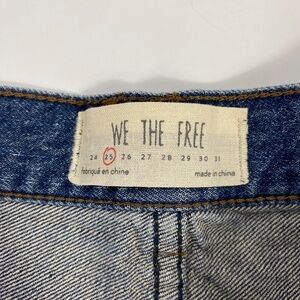 WE THE FREE
24 25 26 27 28 29 30 31
fabriqué en chine made in china